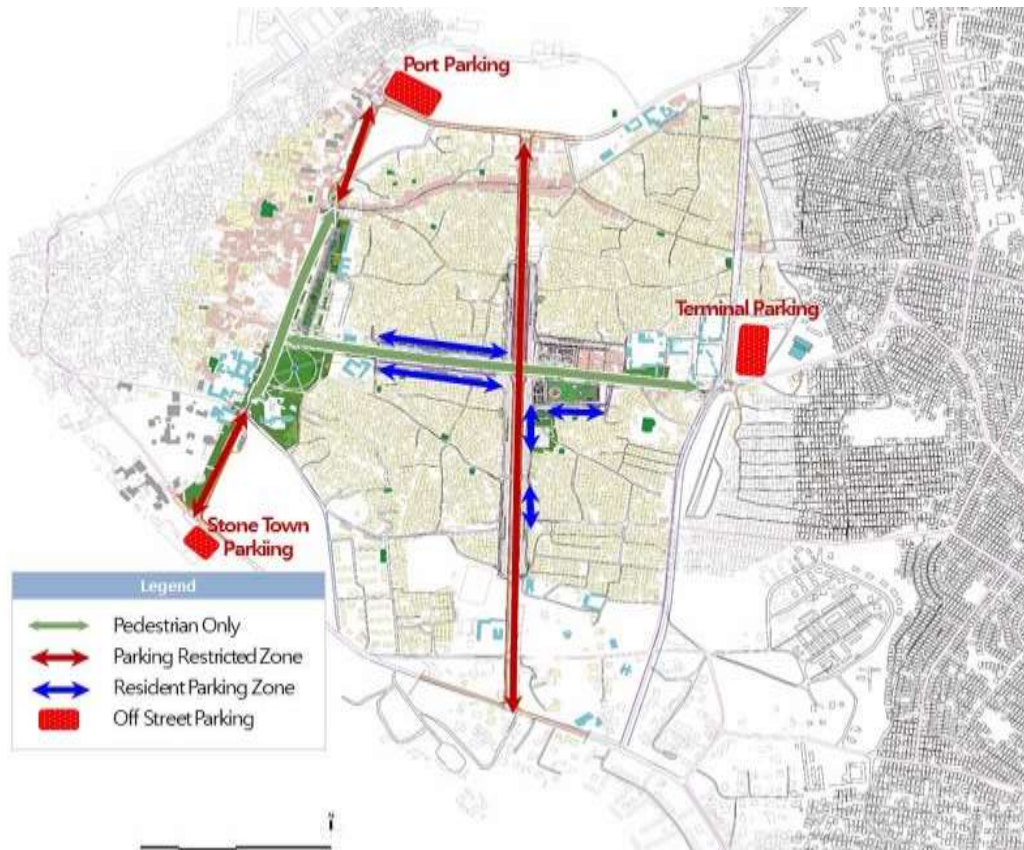 Port Parking
Terminal Parking
Stone Town
Parkiing
Legend
Pedestrian Only
Parking Restricted Zone
Resident Parking Zone
Off Street Parking
N